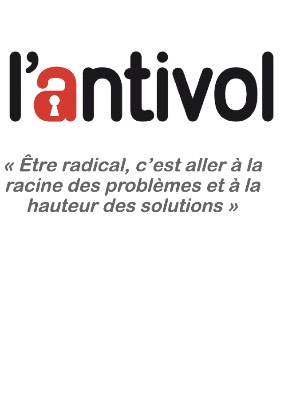 l'antivol
« Être radical, c'est aller à la
racine des problèmes et à la
hauteur des solutions »